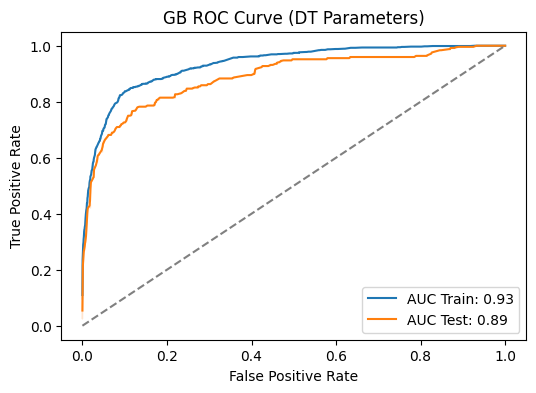 GB ROC Curve (DT Parameters)
True Positive Rate
1.0
0.8
0.6
0.4
0.2
0.0
AUC Train: 0.93
AUC Test: 0.89
0.0 0.2 0.4 0.6 0.8 1.0
False Positive Rate